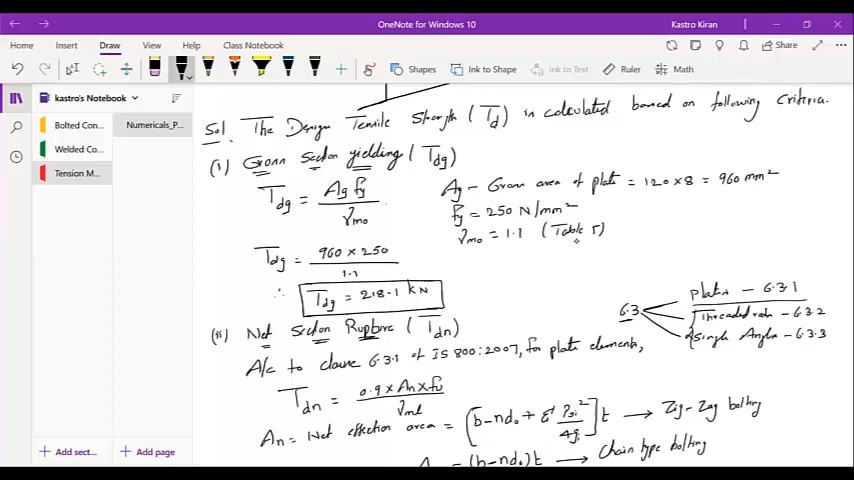 OneNote for Windows 10
Kastro Kiran
Home Insert Draw View Help Class Notebook
Share
Shapes Ink to Shape Ink to Text Ruler Math
kastro's Notebook
Bolted Con...
Welded Co...
Tension M...
Numericals_P...
Sol. The Design Tensile Strength (Td) is calculated based on following criteria.
(i) Gross section yielding (Tdg)
Tdg = Ag fy / γmo
Ag - Gross area of plate = 120×8 = 960 mm²
fy = 250 N/mm²
γmo = 1.1 (Table 5)
Tdg = 960 × 250 / 1.1
∴ Tdg = 218.1 kN
6.3
plates - 6.3.1
threaded rods - 6.3.2
Single Angles - 6.3.3
(ii) Net Section Rupture (Tdn)
A/c to clause 6.3.1 of IS 800:2007, for plate elements,
Tdn = 0.9 × An × fu / γml
An = Net effective area = [b-ndo + Σ Psi²/4gi] t → Zig-Zag bolting
= (b-ndo)t → Chain type bolting
Add sect...
Add page